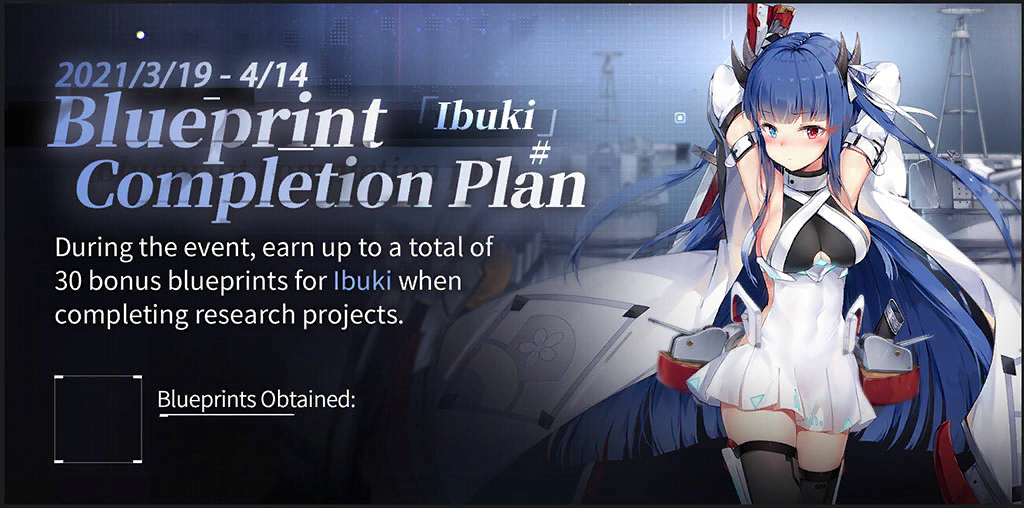 2021/3/19 - 4/14
Blueprint 「Ibuki」
#
Completion Plan
During the event, earn up to a total of
30 bonus blueprints for Ibuki when
completing research projects.
Blueprints Obtained: